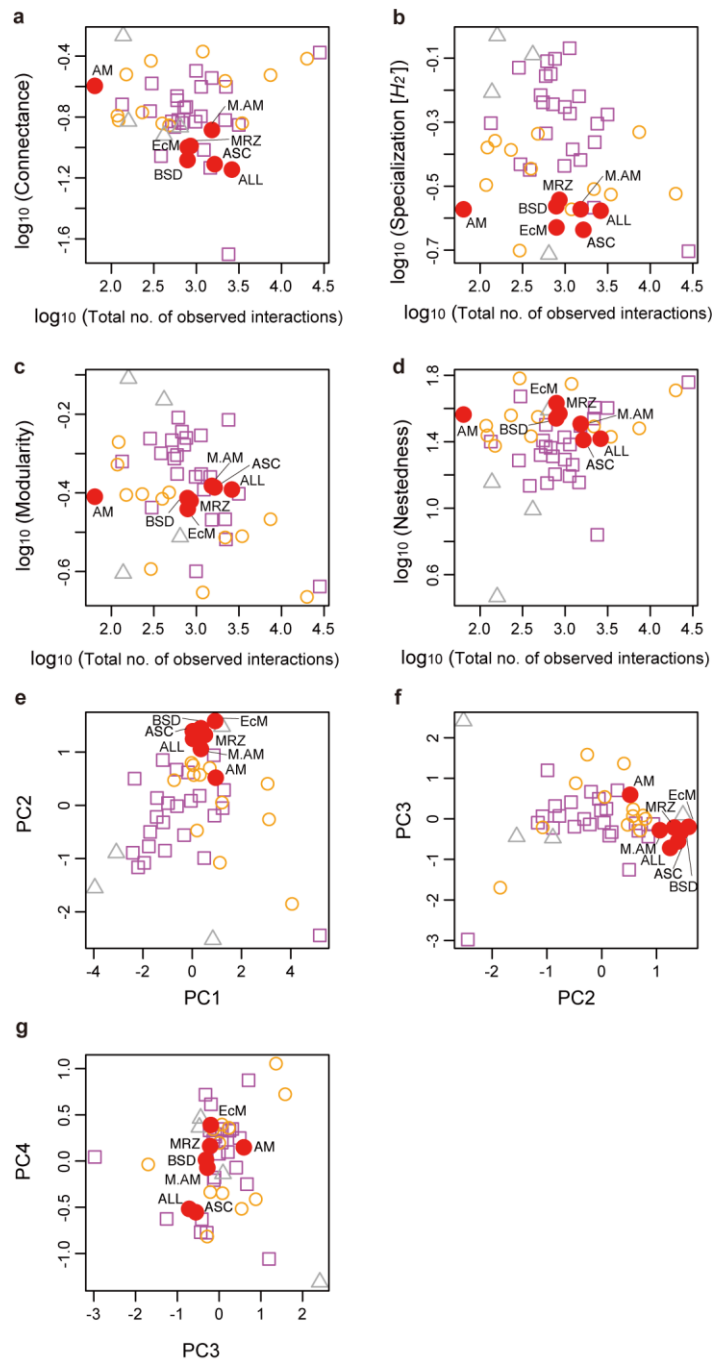 a
b
-0.4
-0.8
-1.2
-1.6
log₁₀ (Connectance)
AM
M.AM
MRZ
EcM
ASC
BSD
ALL
2.0 2.5 3.0 3.5 4.0 4.5
log₁₀ (Total no. of observed interactions)
-0.1
-0.3
-0.5
-0.7
log₁₀ (Specialization [H₂'])
MRZ
M.AM
BSD
AM
ALL
EcM
ASC
2.0 2.5 3.0 3.5 4.0 4.5
log₁₀ (Total no. of observed interactions)
c
d
-0.2
-0.4
-0.6
log₁₀ (Modularity)
M.AM
ASC
ALL
AM
BSD
MRZ
EcM
2.0 2.5 3.0 3.5 4.0 4.5
log₁₀ (Total no. of observed interactions)
1.8
1.4
1.0
0.6
log₁₀ (Nestedness)
EcM
MRZ
AM
M.AM
BSD
ALL
ASC
2.0 2.5 3.0 3.5 4.0 4.5
log₁₀ (Total no. of observed interactions)
e
f
1
0
-1
-2
PC2
BSD
EcM
ASC
MRZ
ALL
M.AM
AM
-4 -2 0 2 4
PC1
2
1
0
-1
-2
-3
PC3
AM
EcM
MRZ
M.AM
ALL
ASC
BSD
-2 -1 0 1
PC2
g
1.0
0.5
0.0
-0.5
-1.0
PC4
EcM
MRZ
AM
BSD
M.AM
ALL
ASC
-3 -2 -1 0 1 2
PC3